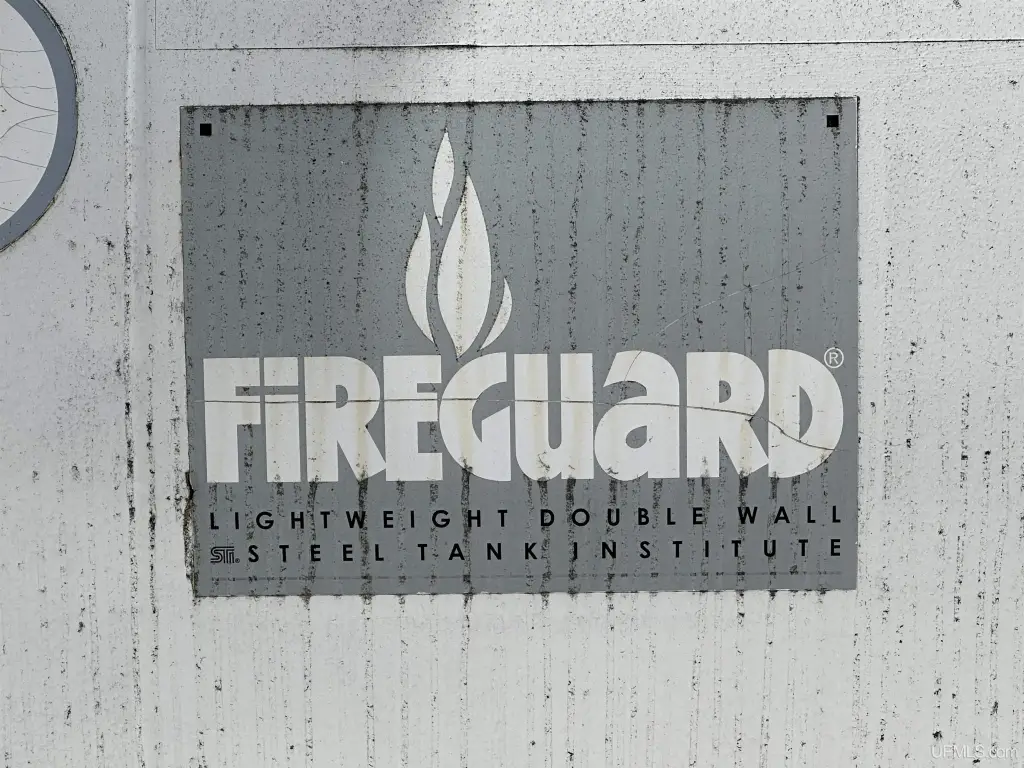 FiREGUaRD®
LIGHTWEIGHT DOUBLE WALL
STI. STEEL TANK INSTITUTE
UEMLS.com